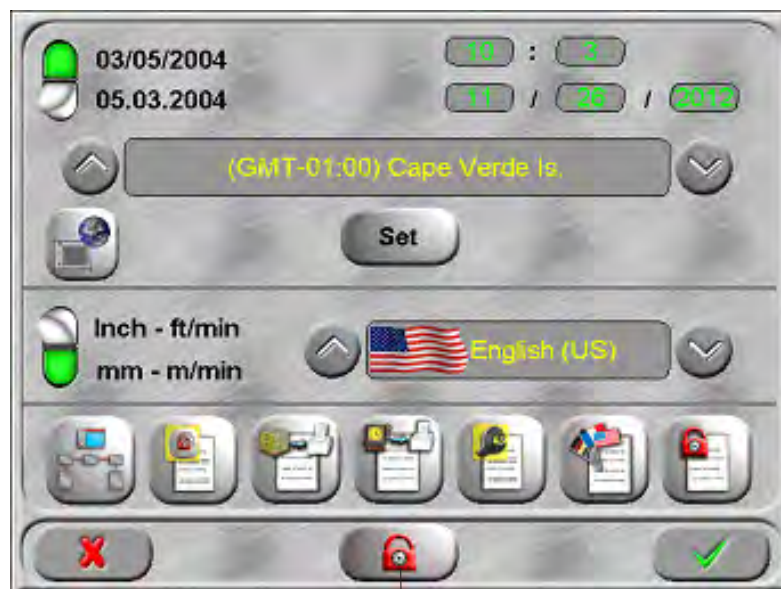 03/05/2004
10 : 3
05.03.2004
11 / 26 / 2012
(GMT-01:00) Cape Verde Is.
Set
Inch - ft/min
English (US)
mm - m/min